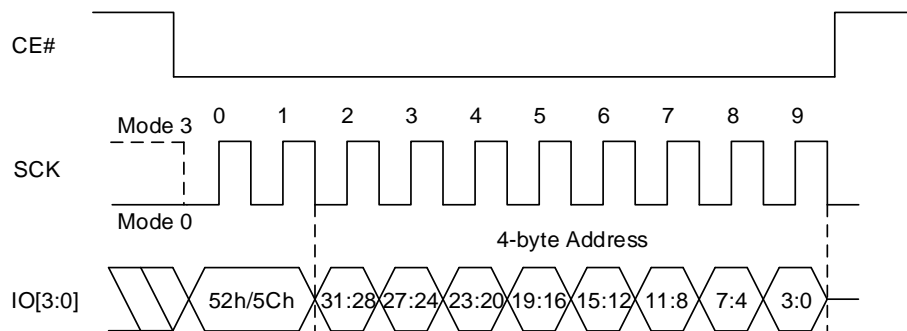 CE#
0 1 2 3 4 5 6 7 8 9
Mode 3
SCK
Mode 0
4-byte Address
IO[3:0] 52h/5Ch 31:28 27:24 23:20 19:16 15:12 11:8 7:4 3:0